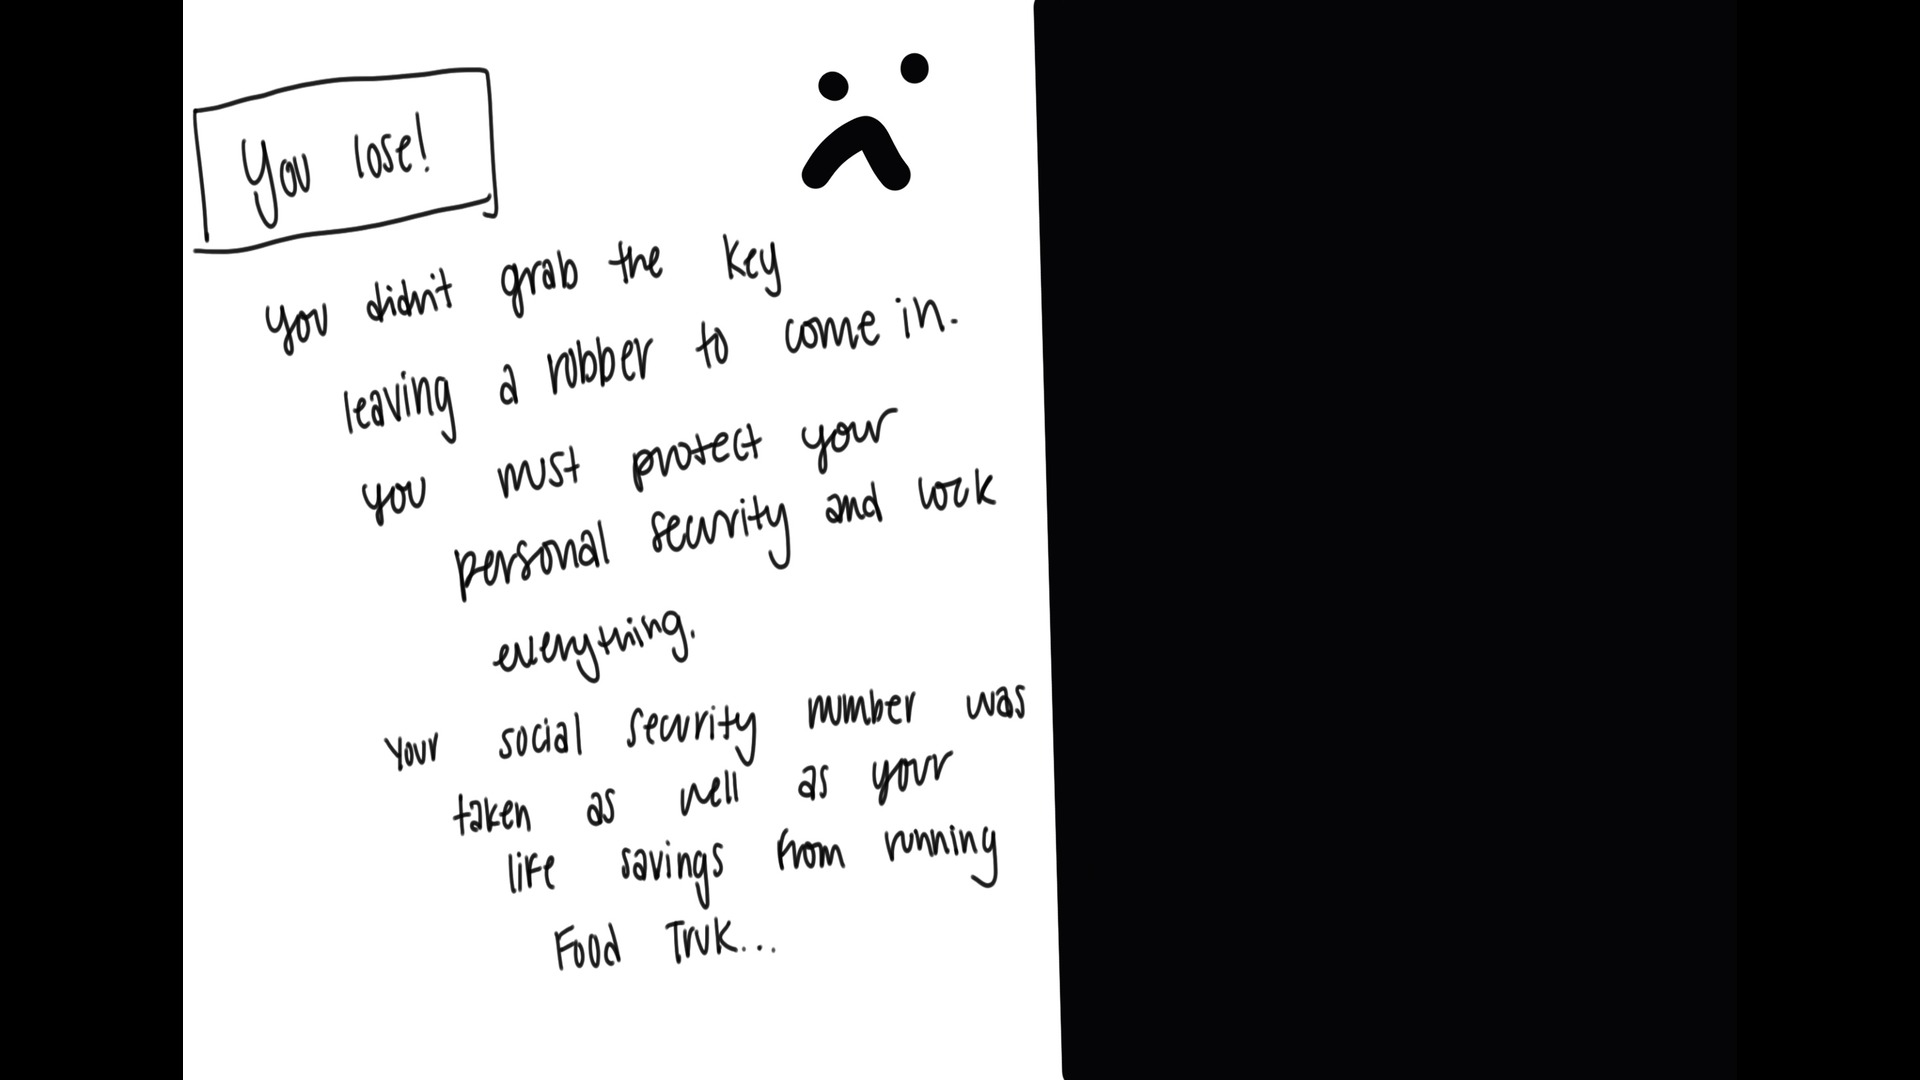 You lose!
you didn't grab the key
leaving a robber to come in.
you must protect your
personal security and lock
everything.
Your social security number was
taken as well as your
life savings from running
Food Truk...